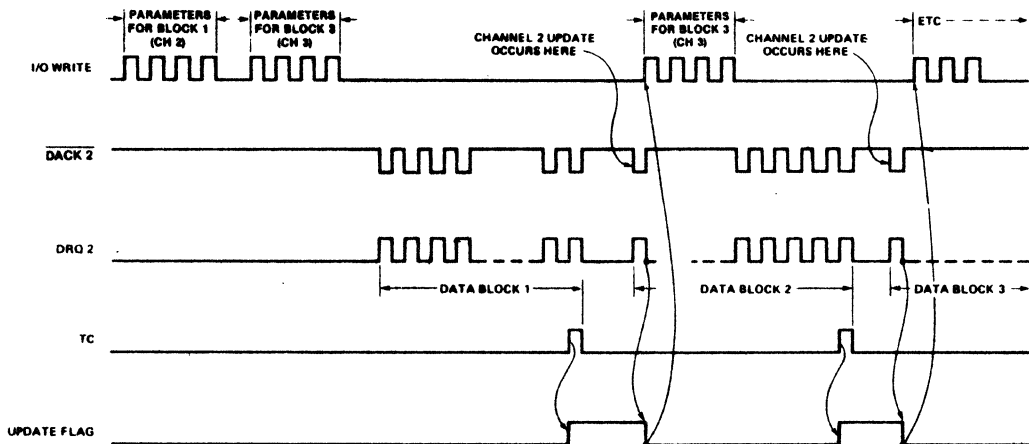 PARAMETERS
FOR BLOCK 1
(CH 2)
PARAMETERS
FOR BLOCK 3
(CH 3)
CHANNEL 2 UPDATE
OCCURS HERE
PARAMETERS
FOR BLOCK 3
(CH 3)
CHANNEL 2 UPDATE
OCCURS HERE
ETC
I/O WRITE
DACK 2
DRQ 2
DATA BLOCK 1
DATA BLOCK 2
DATA BLOCK 3
TC
UPDATE FLAG